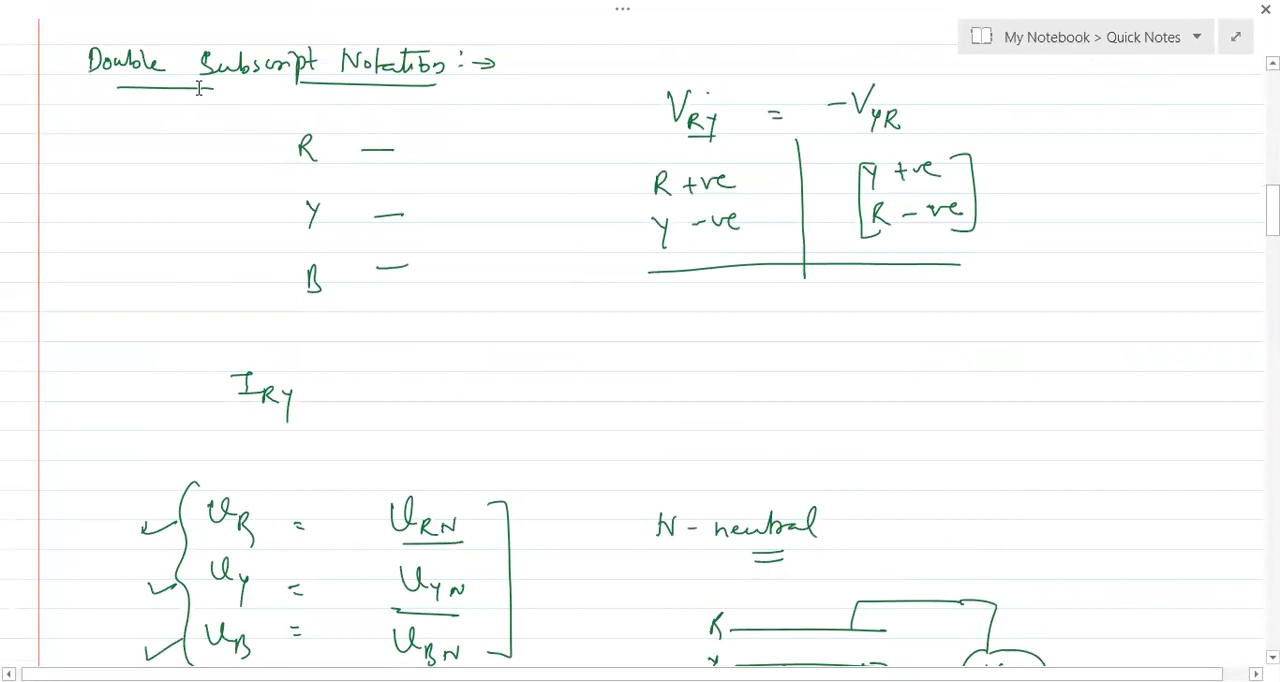 ...
My Notebook > Quick Notes
Double Subscript Notation :→
V_RY = -V_YR
R —
R +ve
Y +ve
Y —
Y -ve
R -ve
B —
I_RY
V_R = V_RN
N - neutral
V_Y = V_YN
V_B = V_BN
R
Y